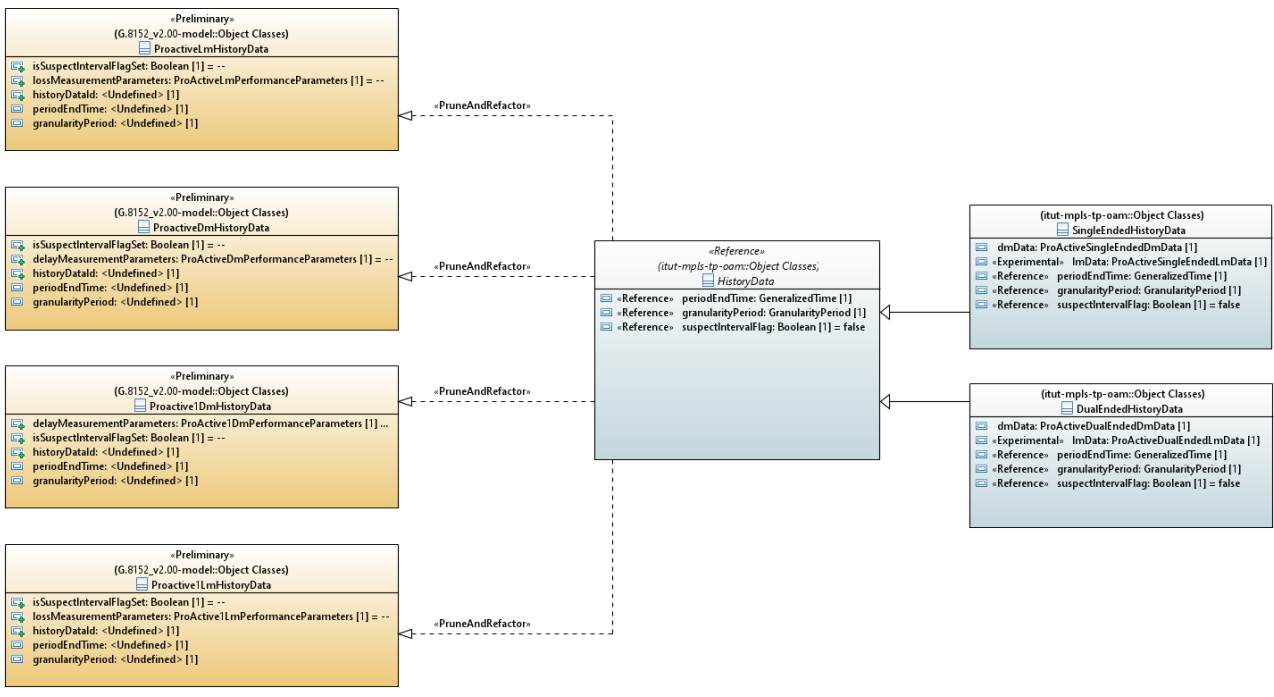 «Preliminary»
(G.8152_v2.00-model::Object Classes)
ProactiveLmHistoryData
isSuspectIntervalFlagSet: Boolean [1] = --
lossMeasurementParameters: ProActiveLmPerformanceParameters [1] = --
historyDataId: <Undefined> [1]
periodEndTime: <Undefined> [1]
granularityPeriod: <Undefined> [1]
«PruneAndRefactor»
«Preliminary»
(G.8152_v2.00-model::Object Classes)
ProactiveDmHistoryData
isSuspectIntervalFlagSet: Boolean [1] = --
delayMeasurementParameters: ProActiveDmPerformanceParameters [1] = --
historyDataId: <Undefined> [1]
periodEndTime: <Undefined> [1]
granularityPeriod: <Undefined> [1]
«PruneAndRefactor»
«Preliminary»
(G.8152_v2.00-model::Object Classes)
Proactive1DmHistoryData
delayMeasurementParameters: ProActive1DmPerformanceParameters [1] ...
isSuspectIntervalFlagSet: Boolean [1] = --
historyDataId: <Undefined> [1]
periodEndTime: <Undefined> [1]
granularityPeriod: <Undefined> [1]
«PruneAndRefactor»
«Preliminary»
(G.8152_v2.00-model::Object Classes)
Proactive1LmHistoryData
isSuspectIntervalFlagSet: Boolean [1] = --
lossMeasurementParameters: ProActive1LmPerformanceParameters [1] = --
historyDataId: <Undefined> [1]
periodEndTime: <Undefined> [1]
granularityPeriod: <Undefined> [1]
«PruneAndRefactor»
«Reference»
(itut-mpls-tp-oam::Object Classes)
HistoryData
«Reference» periodEndTime: GeneralizedTime [1]
«Reference» granularityPeriod: GranularityPeriod [1]
«Reference» suspectIntervalFlag: Boolean [1] = false
(itut-mpls-tp-oam::Object Classes)
SingleEndedHistoryData
dmData: ProActiveSingleEndedDmData [1]
«Experimental» lmData: ProActiveSingleEndedLmData [1]
«Reference» periodEndTime: GeneralizedTime [1]
«Reference» granularityPeriod: GranularityPeriod [1]
«Reference» suspectIntervalFlag: Boolean [1] = false
(itut-mpls-tp-oam::Object Classes)
DualEndedHistoryData
dmData: ProActiveDualEndedDmData [1]
«Experimental» lmData: ProActiveDualEndedLmData [1]
«Reference» periodEndTime: GeneralizedTime [1]
«Reference» granularityPeriod: GranularityPeriod [1]
«Reference» suspectIntervalFlag: Boolean [1] = false